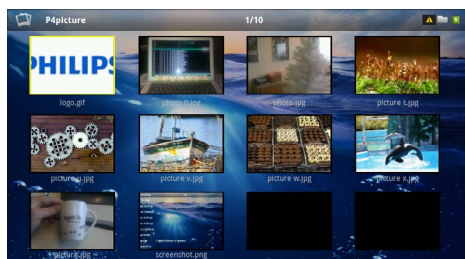 P4picture 1/10
PHILIPS
logo.gif photo 0.jpg photo.jpg picture t.jpg
picture u.jpg picture v.jpg picture w.jpg picture x.jpg
picture.jpg screenshot.png